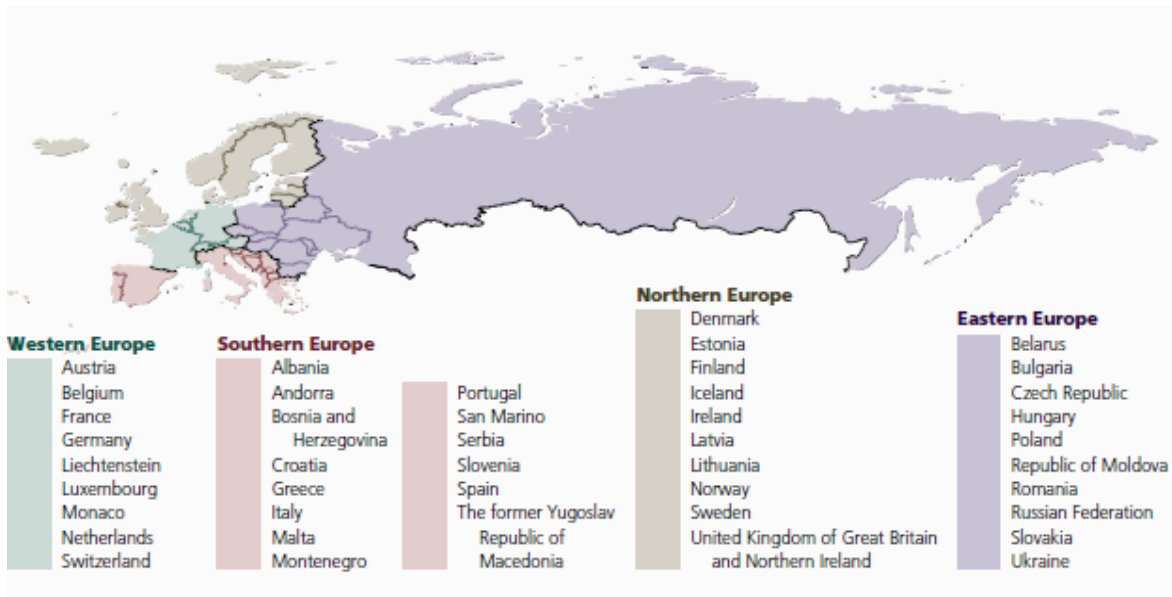 Western Europe
Austria
Belgium
France
Germany
Liechtenstein
Luxembourg
Monaco
Netherlands
Switzerland
Southern Europe
Albania
Andorra
Bosnia and
Herzegovina
Croatia
Greece
Italy
Malta
Montenegro
Portugal
San Marino
Serbia
Slovenia
Spain
The former Yugoslav
Republic of
Macedonia
Northern Europe
Denmark
Estonia
Finland
Iceland
Ireland
Latvia
Lithuania
Norway
Sweden
United Kingdom of Great Britain
and Northern Ireland
Eastern Europe
Belarus
Bulgaria
Czech Republic
Hungary
Poland
Republic of Moldova
Romania
Russian Federation
Slovakia
Ukraine